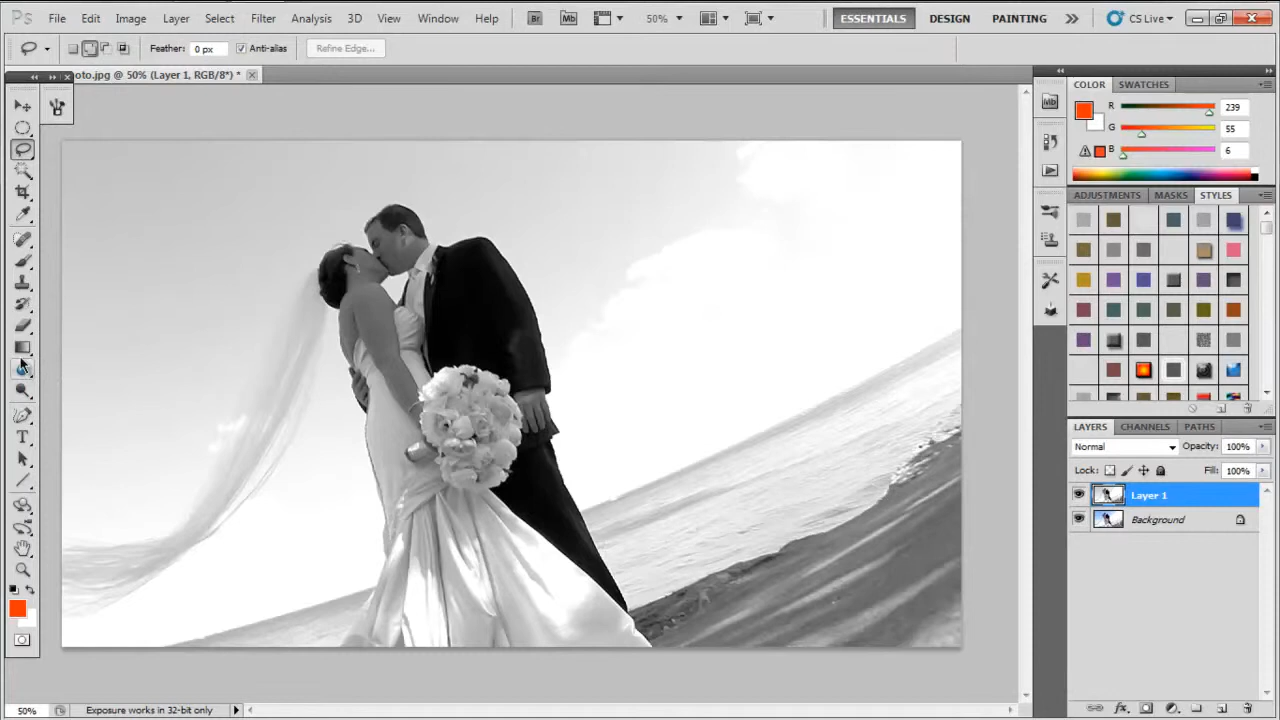 Ps File Edit Image Layer Select Filter Analysis 3D View Window Help Br Mb 50% ESSENTIALS DESIGN PAINTING CS Live
Feather: 0 px Anti-alias Refine Edge...
oto.jpg @ 50% (Layer 1, RGB/8*) *
COLOR SWATCHES
Mb
R 239
G 55
B 6
ADJUSTMENTS MASKS STYLES
LAYERS CHANNELS PATHS
Normal Opacity: 100%
Lock: Fill: 100%
Layer 1
Background
T
50% Exposure works in 32-bit only
fx